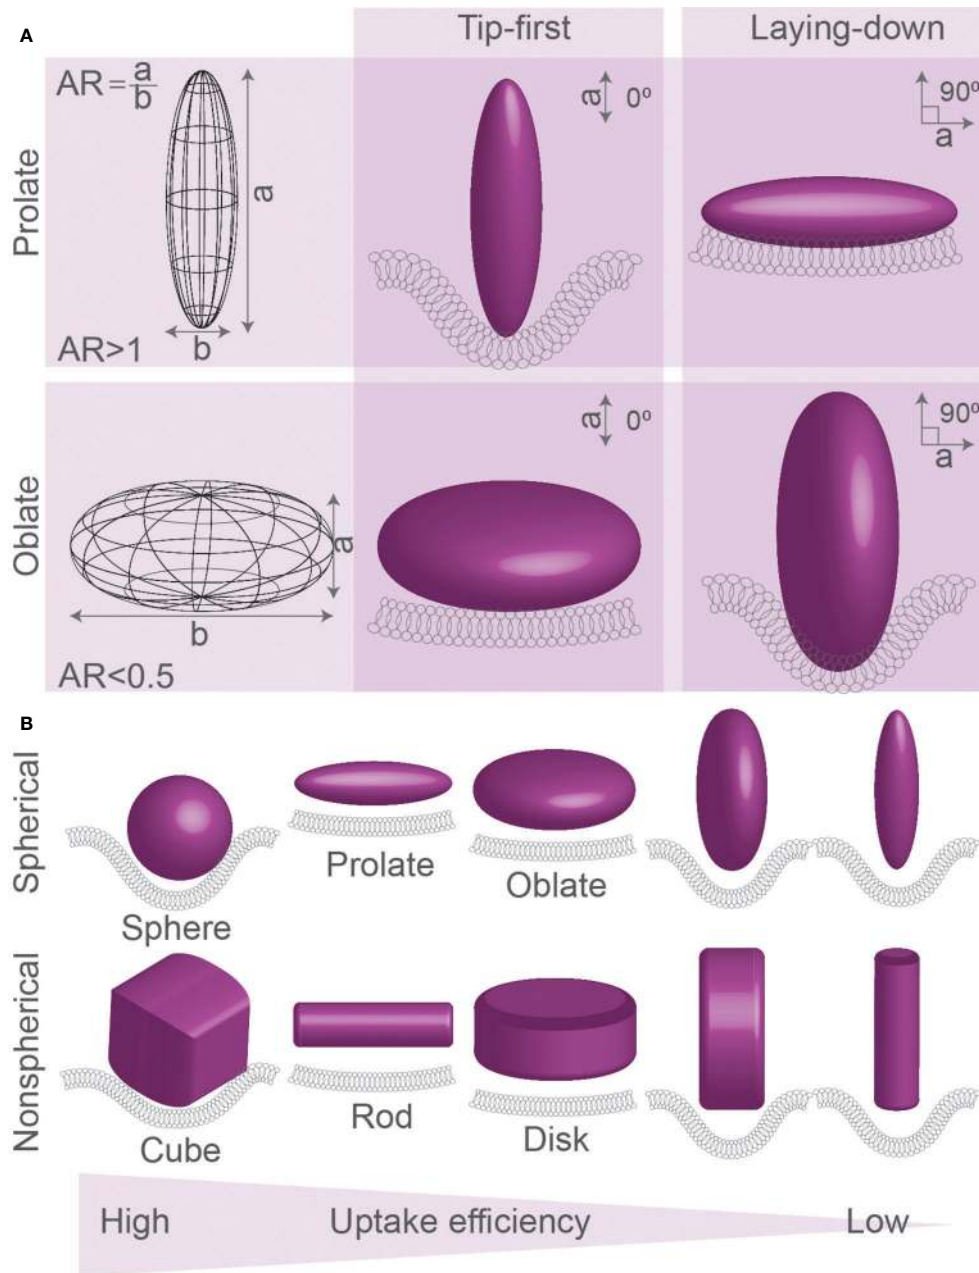 A
Tip-first
Laying-down
Prolate
AR = a/b
a
b
AR>1
a 0º
90º
a
Oblate
a
b
AR<0.5
a 0º
90º
a
B
Spherical
Sphere
Prolate
Oblate
Nonspherical
Cube
Rod
Disk
High
Uptake efficiency
Low